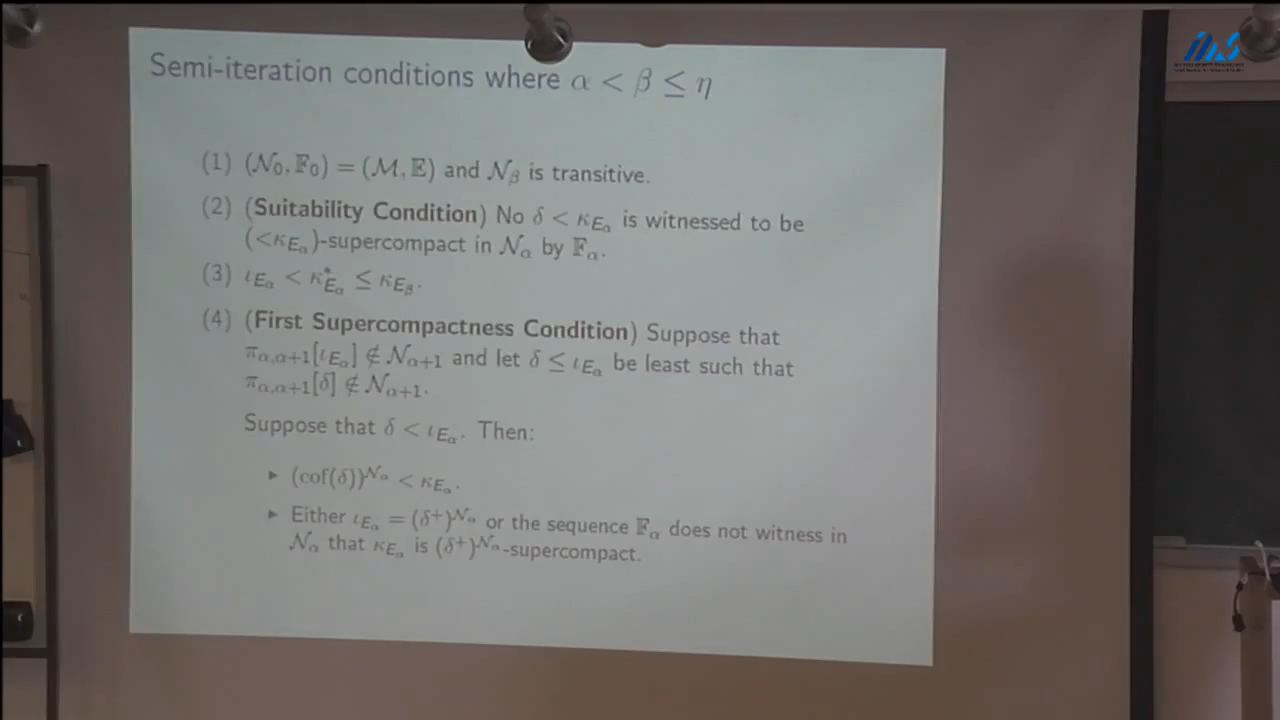 Semi-iteration conditions where α < β ≤ η
(1) (𝒩₀, 𝔽₀) = (ℳ, 𝔼) and 𝒩_β is transitive.
(2) (Suitability Condition) No δ < κ_{E_α} is witnessed to be
(<κ_{E_α})-supercompact in 𝒩_α by 𝔽_α.
(3) ι_{E_α} < κ*_{E_α} ≤ κ_{E_β}.
(4) (First Supercompactness Condition) Suppose that
π_{α,α+1}[ι_{E_α}] ∉ 𝒩_{α+1} and let δ ≤ ι_{E_α} be least such that
π_{α,α+1}[δ] ∉ 𝒩_{α+1}.
Suppose that δ < ι_{E_α}. Then:
▸ (cof(δ))^{𝒩_α} < κ_{E_α}.
▸ Either ι_{E_α} = (δ⁺)^{𝒩_α} or the sequence 𝔽_α does not witness in
𝒩_α that κ_{E_α} is (δ⁺)^{𝒩_α}-supercompact.